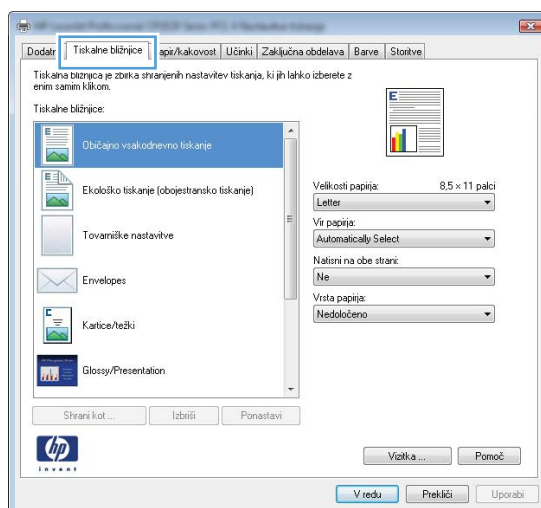 Dodatr
Tiskalne bližnjice
apir/kakovost
Učinki
Zaključna obdelava
Barve
Storitve
Tiskalna bližnjica je zbirka shranjenih nastavitev tiskanja, ki jih lahko izberete z
enim samim klikom.
Tiskalne bližnjice:
E
Običajno vsakodnevno tiskanje
E
Ekološko tiskanje (obojestransko tiskanje)
Tovarniške nastavitve
Envelopes
Kartice/težki
Glossy/Presentation
E
Velikosti papirja:
8,5 × 11 palci
Letter
Vir papirja:
Automatically Select
Natisni na obe strani:
Ne
Vrsta papirja:
Nedoločeno
Shrani kot ...
Izbriši
Ponastavi
hp
invent
Vizitka ...
Pomoč
V redu
Prekliči
Uporabi